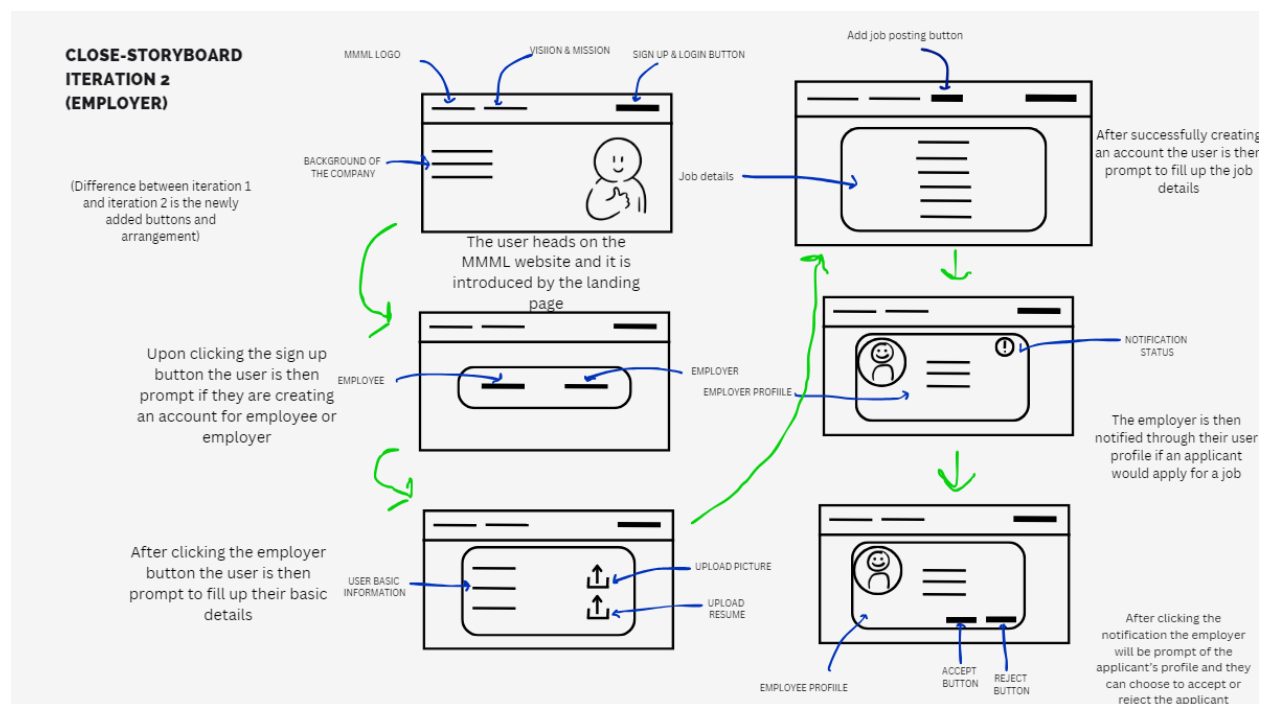 CLOSE-STORYBOARD
ITERATION 2
(EMPLOYER)
(Difference between iteration 1
and iteration 2 is the newly
added buttons and
arrangement)
MMML LOGO
VISIION & MISSION
SIGN UP & LOGIN BUTTON
BACKGROUND OF
THE COMPANY
The user heads on the
MMML website and it is
introduced by the landing
page
Upon clicking the sign up
button the user is then
prompt if they are creating
an account for employee or
employer
EMPLOYEE
EMPLOYER
After clicking the employer
button the user is then
prompt to fill up their basic
details
USER BASIC
INFORMATION
UPLOAD PICTURE
UPLOAD
RESUME
Add job posting button
Job details
After successfully creating
an account the user is then
prompt to fill up the job
details
NOTIFICATION
STATUS
EMPLOYER PROFIILE
The employer is then
notified through their user
profile if an applicant
would apply for a job
EMPLOYEE PROFIILE
ACCEPT
BUTTON
REJECT
BUTTON
After clicking the
notification the employer
will be prompt of the
applicant's profile and they
can choose to accept or
reject the applicant